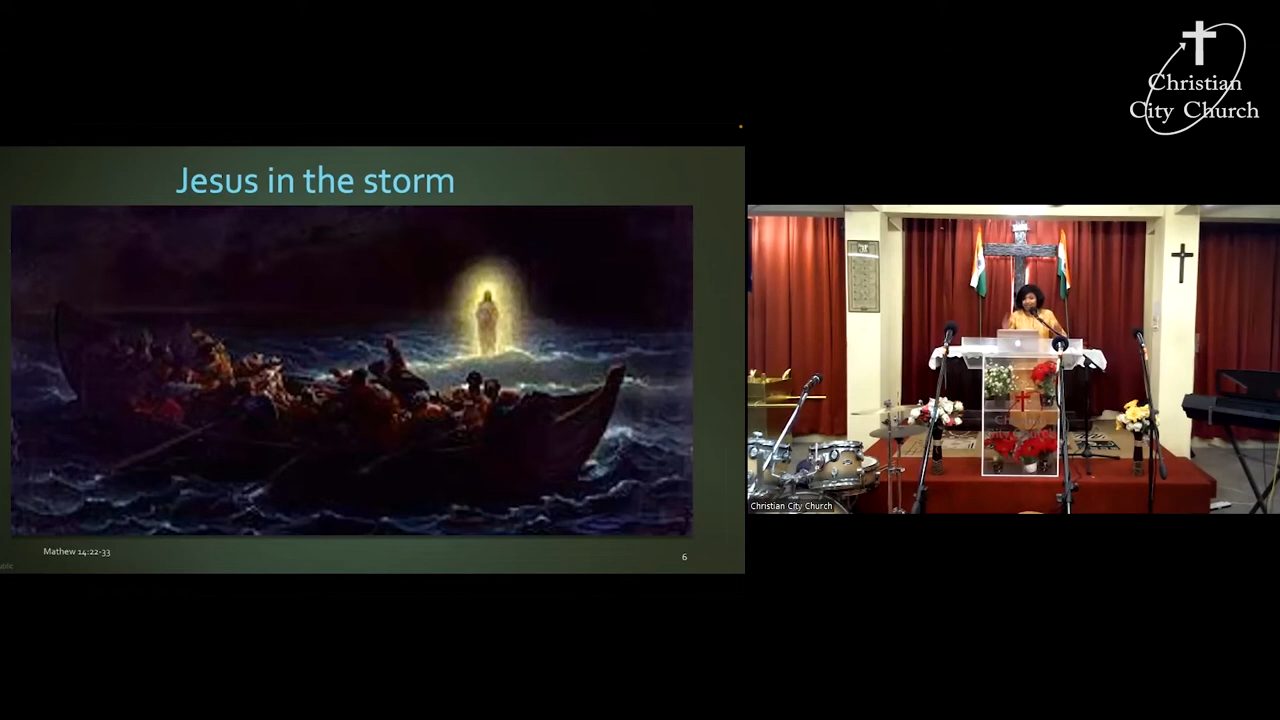 Christian
City Church
Jesus in the storm
Mathew 14:22-33
6
Christian City Church